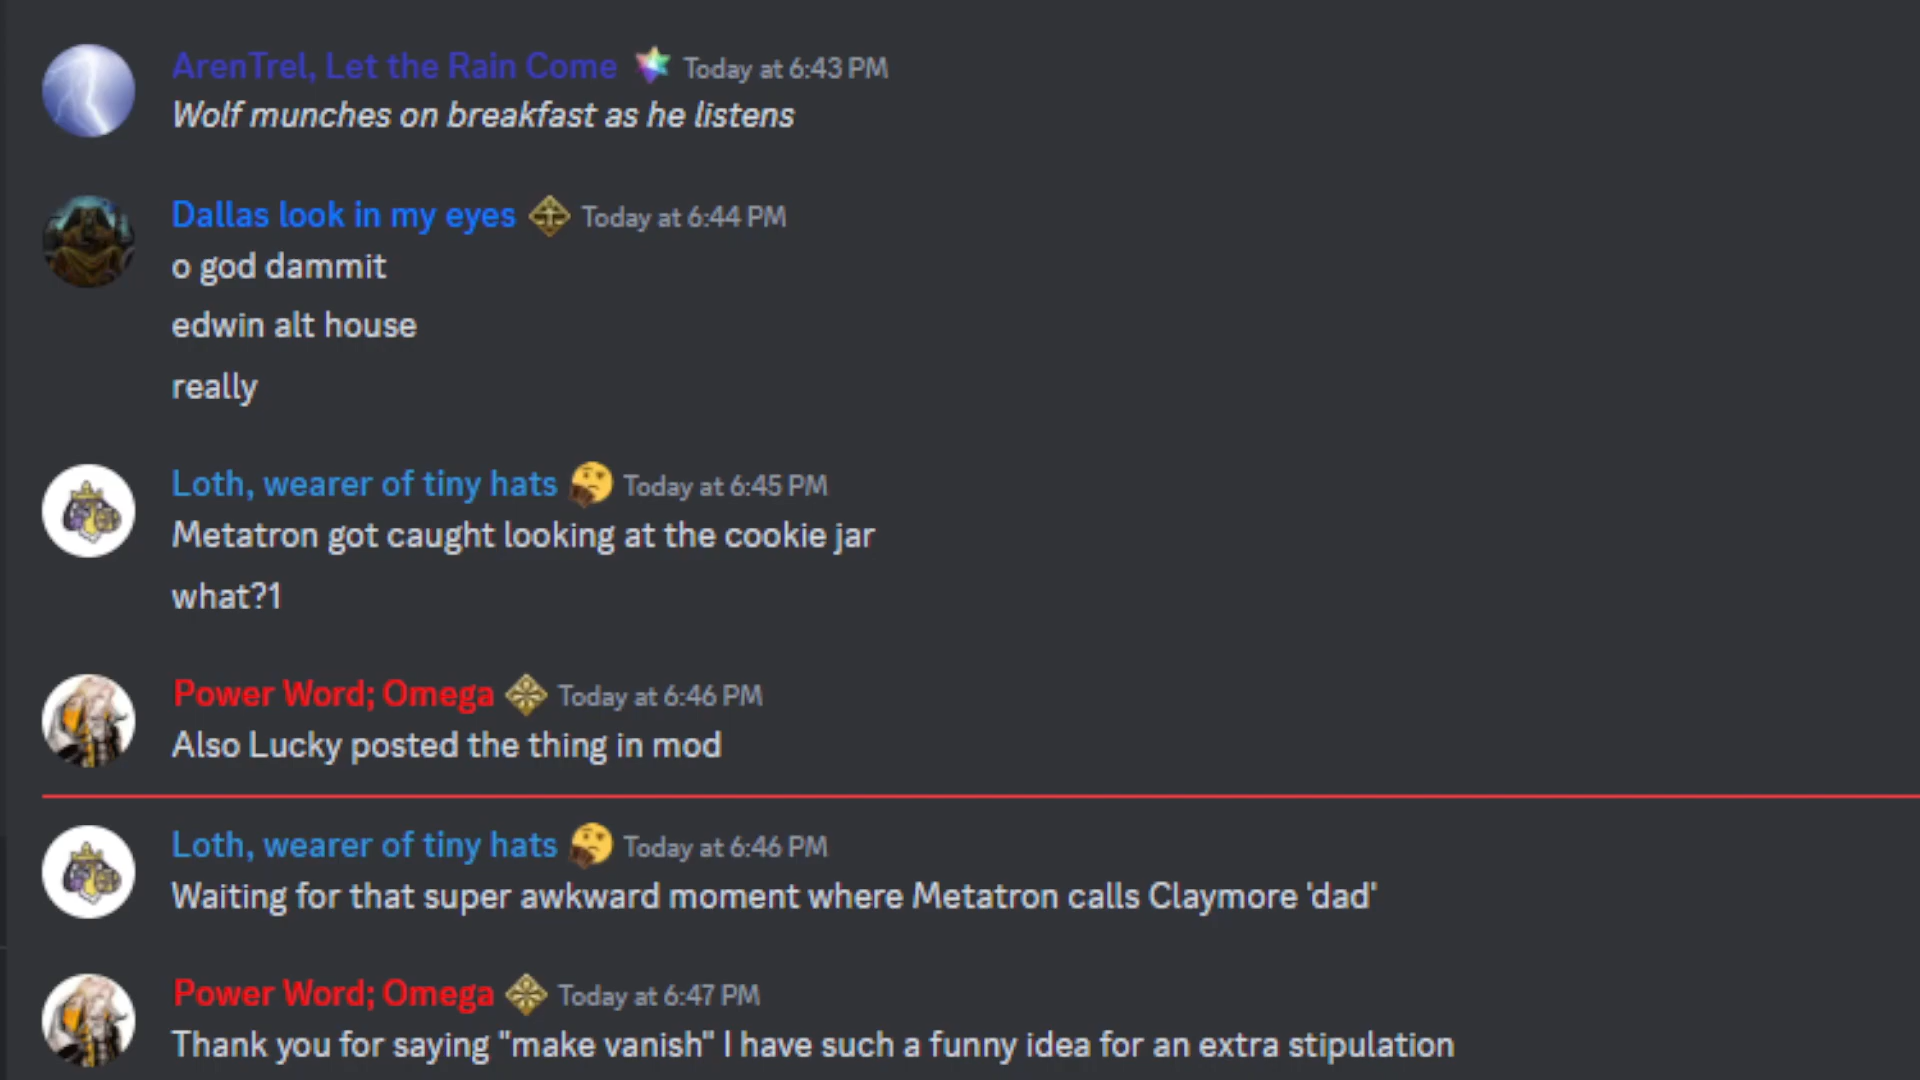 ArenTrel, Let the Rain Come Today at 6:43 PM
Wolf munches on breakfast as he listens
Dallas look in my eyes Today at 6:44 PM
o god dammit
edwin alt house
really
Loth, wearer of tiny hats Today at 6:45 PM
Metatron got caught looking at the cookie jar
what?1
Power Word; Omega Today at 6:46 PM
Also Lucky posted the thing in mod
Loth, wearer of tiny hats Today at 6:46 PM
Waiting for that super awkward moment where Metatron calls Claymore 'dad'
Power Word; Omega Today at 6:47 PM
Thank you for saying "make vanish" I have such a funny idea for an extra stipulation